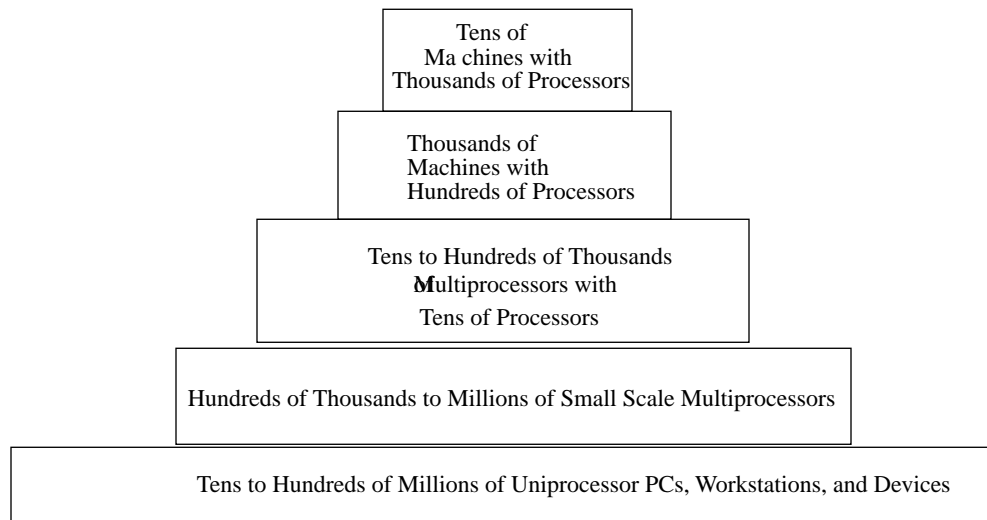 Tens of
Ma chines with
Thousands of Processors
Thousands of
Machines with
Hundreds of Processors
Tens to Hundreds of Thousands
of Multiprocessors with
Tens of Processors
Hundreds of Thousands to Millions of Small Scale Multiprocessors
Tens to Hundreds of Millions of Uniprocessor PCs, Workstations, and Devices